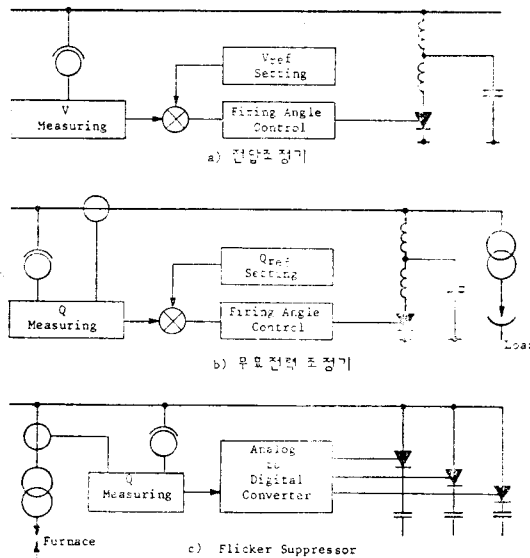 Vref
Setting
V
Measuring
Firing Angle
Control
a) 전압조정기
Qref
Setting
Q
Measuring
Firing Angle
Control
Load
b) 무효전력 조정기
Analog
to
Digital
Converter
Q
Measuring
Furnace
c) Flicker Suppressor